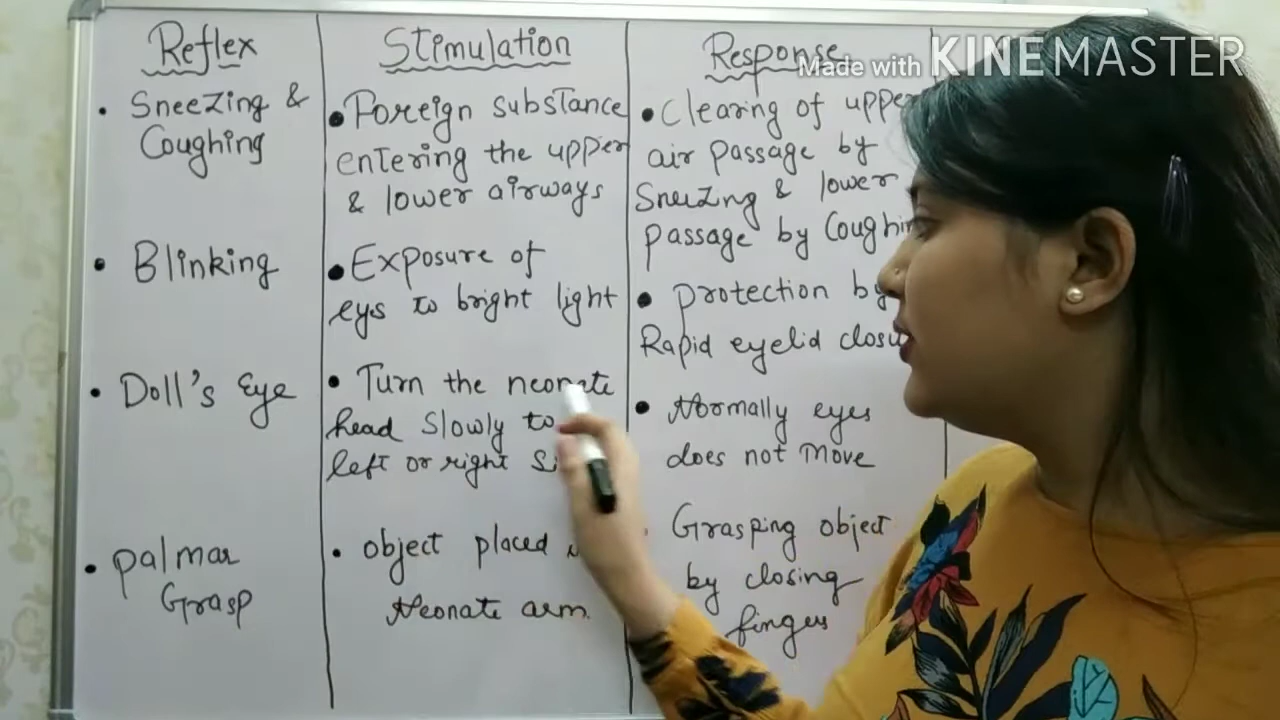 Reflex
• Sneezing &
Coughing
• Blinking
• Doll's Eye
• Palmar
Grasp
Stimulation
• Foreign substance
entering the upper
& lower airways
• Exposure of
eyes to bright light
• Turn the neonate
head slowly to
left or right
• object placed
Neonate arm
Response
• Clearing of upper
air passage by
Sneezing & lower
passage by
• protection by
Rapid eyelid
• Normally eyes
does not move
• Grasping object
by closing
fingers
Made with KINEMASTER